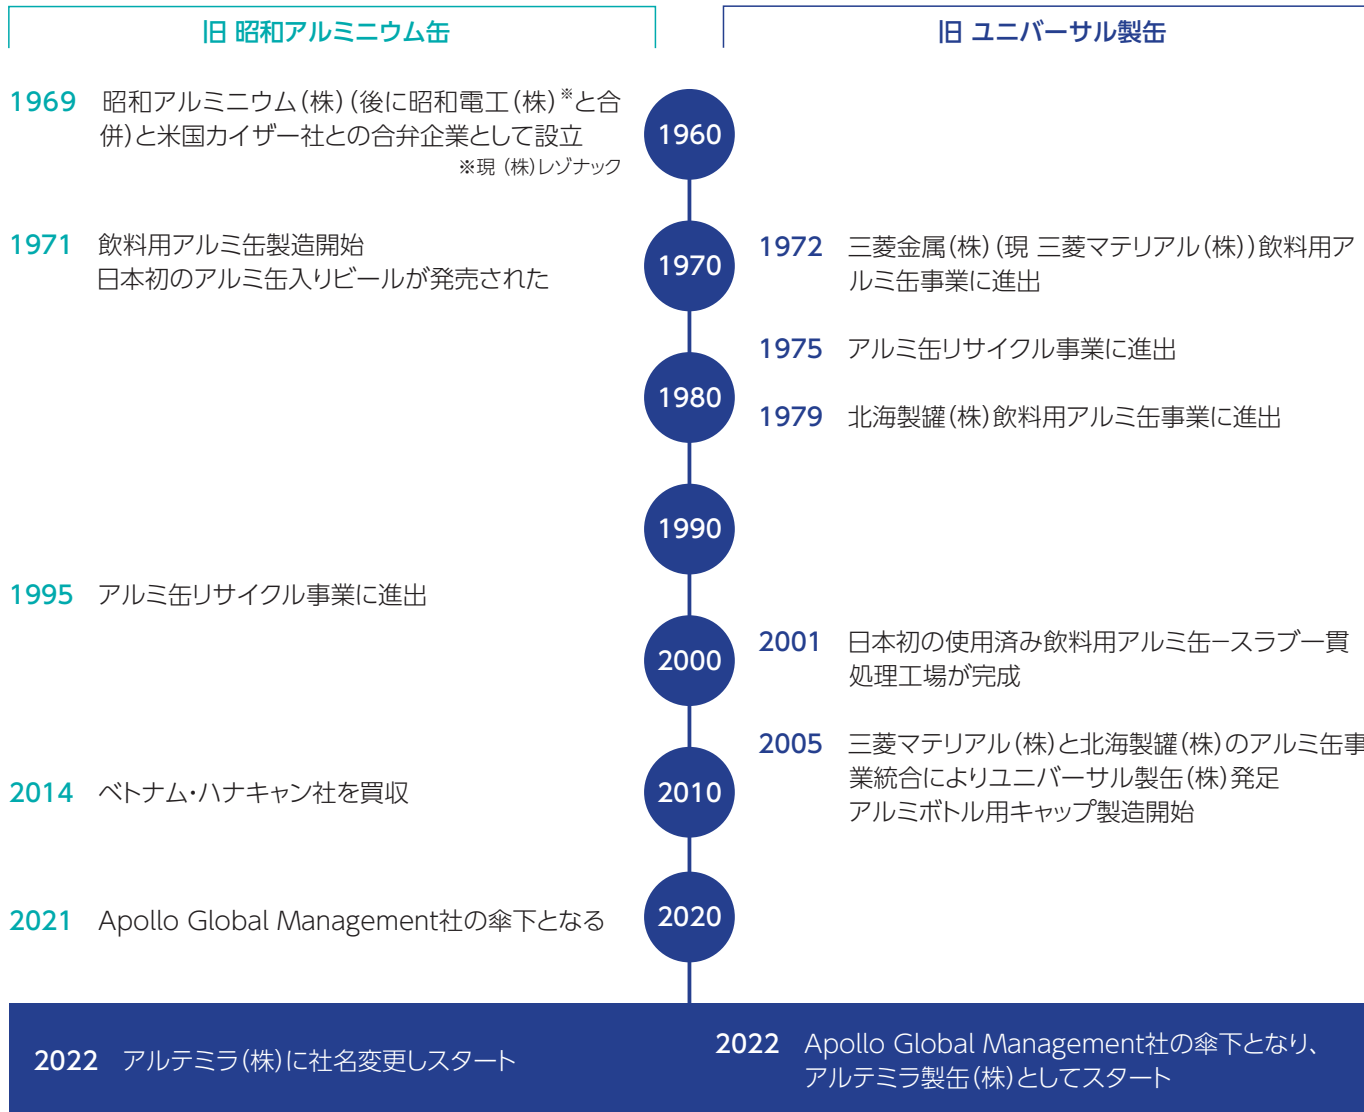 旧 昭和アルミニウム缶
1969 昭和アルミニウム(株)(後に昭和電工(株)※と合
併)と米国カイザー社との合弁企業として設立
※現 (株)レゾナック
1971 飲料用アルミ缶製造開始
日本初のアルミ缶入りビールが発売された
1995 アルミ缶リサイクル事業に進出
2014 ベトナム・ハナキャン社を買収
2021 Apollo Global Management社の傘下となる
2022 アルテミラ(株)に社名変更しスタート
1960
1970
1980
1990
2000
2010
2020
旧 ユニバーサル製缶
1972 三菱金属(株)(現 三菱マテリアル(株))飲料用ア
ルミ缶事業に進出
1975 アルミ缶リサイクル事業に進出
1979 北海製罐(株)飲料用アルミ缶事業に進出
2001 日本初の使用済み飲料用アルミ缶−スラブ一貫
処理工場が完成
2005 三菱マテリアル(株)と北海製罐(株)のアルミ缶事
業統合によりユニバーサル製缶(株)発足
アルミボトル用キャップ製造開始
2022 Apollo Global Management社の傘下となり、
アルテミラ製缶(株)としてスタート